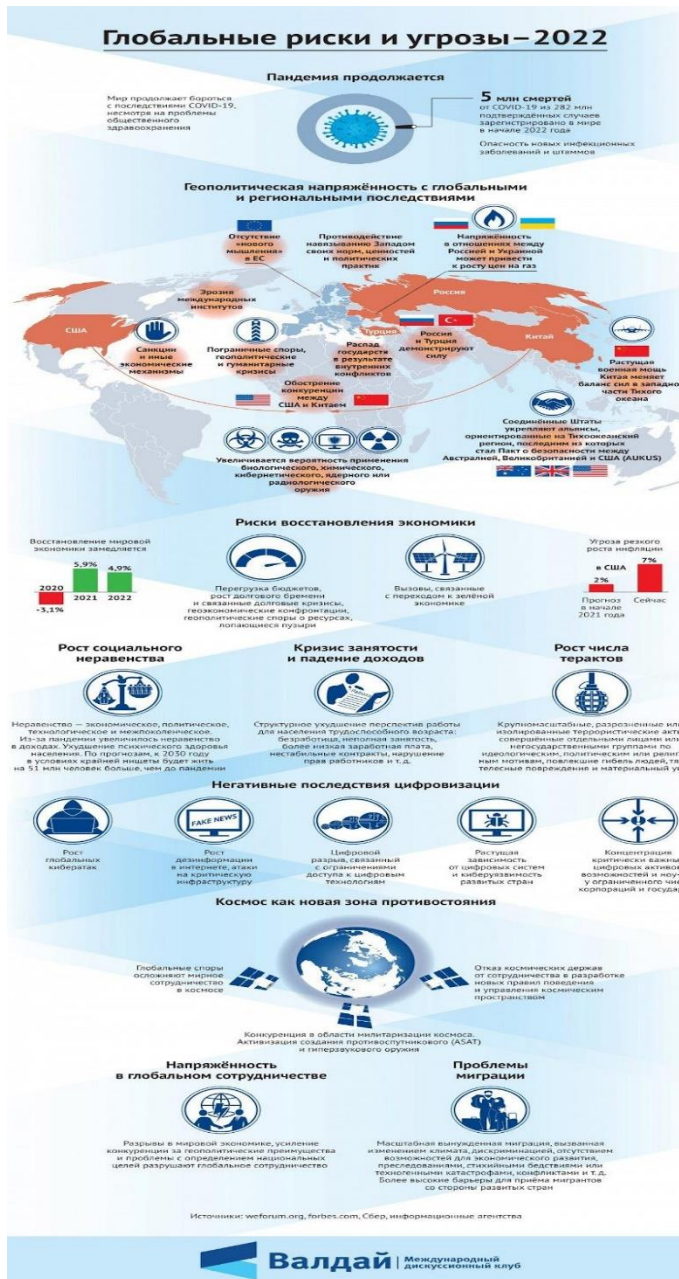 Глобальные риски и угрозы – 2022
Пандемия продолжается
Мир продолжает бороться
с последствиями COVID-19,
несмотря на проблемы
общественного
здравоохранения
5 млн смертей
от COVID-19 из 282 млн
подтверждённых случаев
зарегистрировано в мире
в начале 2022 года
Опасность новых инфекционных
заболеваний и штаммов
Геополитическая напряжённость с глобальными
и региональными последствиями
Отсутствие
«нового
мышления»
в ЕС
Противодействие
навязыванию Западом
своих норм, ценностей
и политических
практик
Напряжённость
в отношениях между
Россией и Украиной
может привести
к росту цен на газ
Эрозия
международных
институтов
Россия
США
Турция
Китай
Санкции
и иные
экономические
механизмы
Пограничные споры,
геополитические
и гуманитарные
кризисы
Распад
государств
в результате
внутренних
конфликтов
Россия
и Турция
демонстрируют
силу
Растущая
военная мощь
Китая меняет
баланс сил в западно
части Тихого
океана
Обострение
конкуренции
между
США и Китаем
Соединённые Штаты
укрепляют альянсы,
ориентированные на Тихоокеанский
регион, последним из которых
стал Пакт о безопасности между
Австралией, Великобританией и США (AUKUS)
Увеличивается вероятность применения
биологического, химического,
кибернетического, ядерного или
радиологического
оружия
Риски восстановления экономики
Восстановление мировой
экономики замедляется
2020
-3,1%
5,9%
2021
4,9%
2022
Перегрузка бюджетов,
рост долгового бремени
и связанные долговые кризисы,
геоэкономические конфронтации,
геополитические споры о ресурсах,
лопающиеся пузыри
Вызовы, связанные
с переходом к зелёной
экономике
Угроза резкого
роста инфляции
в США
2%
Прогноз
в начале
2021 года
7%
Сейчас
Рост социального
неравенства
Неравенство — экономическое, политическое,
технологическое и межпоколенческое.
Из-за пандемии увеличилось неравенство
в доходах. Ухудшение психического здоровья
населения. По прогнозам, к 2030 году
в условиях крайней нищеты будет жить
на 51 млн человек больше, чем до пандемии
Кризис занятости
и падение доходов
Структурное ухудшение перспектив работы
для населения трудоспособного возраста:
безработица, неполная занятость,
более низкая заработная плата,
нестабильные контракты, нарушение
прав работников и т.д.
Рост числа
терактов
Крупномасштабные, разрозненные или
изолированные террористические акт
совершённые отдельными лицами или
негосударственными группами по
идеологическим, политическим или религ
ным мотивам, повлекшие гибель людей, тя
телесные повреждения и материальный у
Негативные последствия цифровизации
Рост
глобальных
кибератак
FAKE NEWS
Рост
дезинформации
в интернете, атаки
на критическую
инфраструктуру
Цифровой
разрыв, связанный
с ограничениями
доступа к цифровым
технологиям
Растущая
зависимость
от цифровых систем
и киберуязвимость
развитых стран
Концентрация
критически важны
цифровых активо
возможностей и ноу-
у ограниченного чи
корпораций и государ
Космос как новая зона противостояния
Глобальные споры
осложняют мирное
сотрудничество
в космосе
Отказ космических держав
от сотрудничества в разработке
новых правил поведения
и управления космическим
пространством
Конкуренция в области милитаризации космоса.
Активизация создания противоспутникового (ASAT)
и гиперзвукового оружия
Напряжённость
в глобальном сотрудничестве
Разрывы в мировой экономике, усиление
конкуренции за геополитические преимущества
и проблемы с определением национальных
целей разрушают глобальное сотрудничество
Проблемы
миграции
Масштабная вынужденная миграция, вызванная
изменением климата, дискриминацией, отсутствием
возможностей для экономического развития,
преследованиями, стихийными бедствиями или
техногенными катастрофами, конфликтами и т.д.
Более высокие барьеры для приёма мигрантов
со стороны развитых стран
Источники: weforum.org, forbes.com, Сбер, информационные агентства
Валдай
Международный
дискуссионный клуб